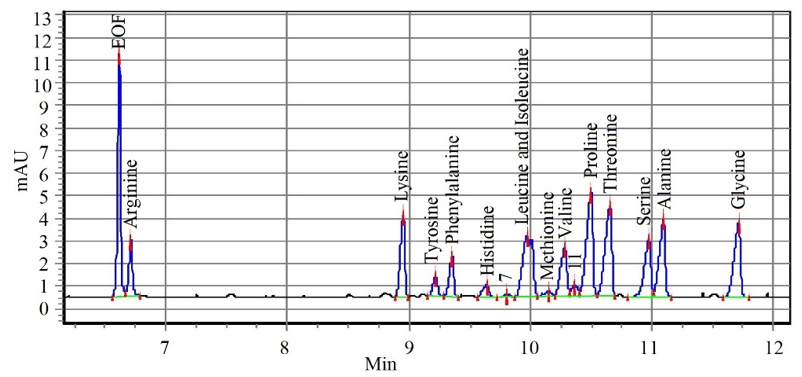 13
12
11
10
9
8
7
6
5
4
3
2
1
0
mAU
EOF
Arginine
Lysine
Tyrosine
Phenylalaninc
Histidine
7
Leucine and Isoleucine
Methionine
Valine
11
Proline
Threonine
Serine
Alanine
Glycine
7 8 9 10 11 12
Min